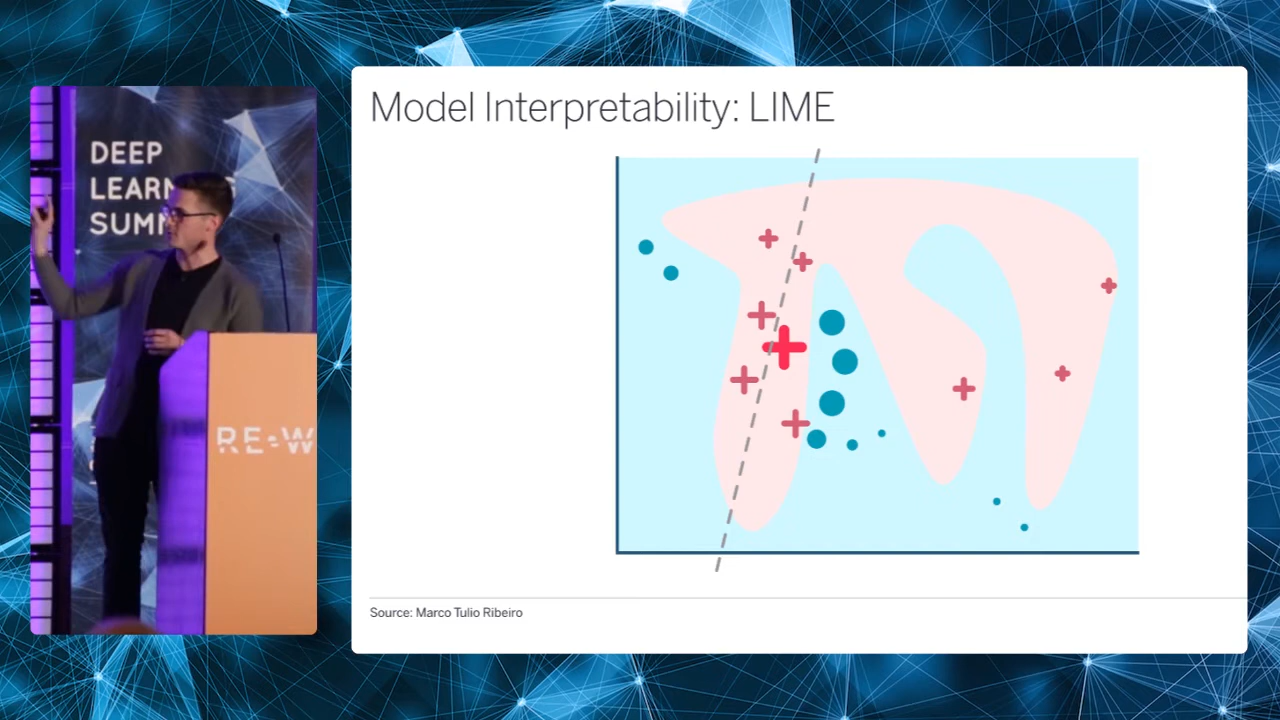 DEEP
LEARN
SUMM
RE•W
Model Interpretability: LIME
Source: Marco Tulio Ribeiro